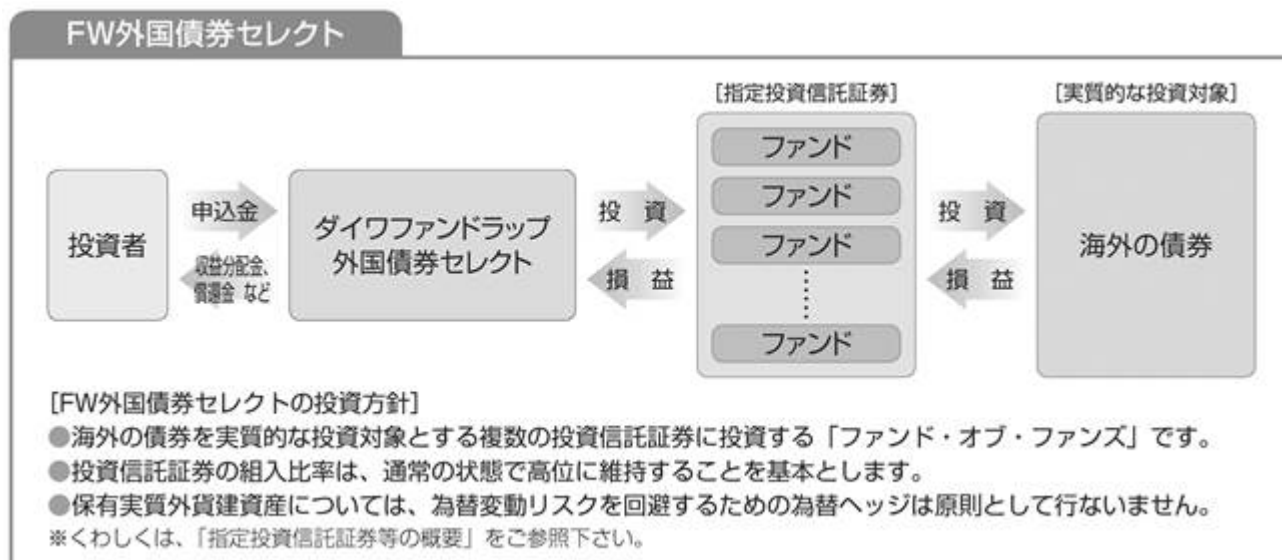 FW外国債券セレクト
[指定投資信託証券]
[実質的な投資対象]
投資者
申込金
収益分配金、
償還金 など
ダイワファンドラップ
外国債券セレクト
投 資
損 益
ファンド
ファンド
ファンド
ファンド
投 資
損 益
海外の債券
[FW外国債券セレクトの投資方針]
●海外の債券を実質的な投資対象とする複数の投資信託証券に投資する「ファンド・オブ・ファンズ」です。
●投資信託証券の組入比率は、通常の状態で高位に維持することを基本とします。
●保有実質外貨建資産については、為替変動リスクを回避するための為替ヘッジは原則として行ないません。
※くわしくは、「指定投資信託証券等の概要」をご参照下さい。